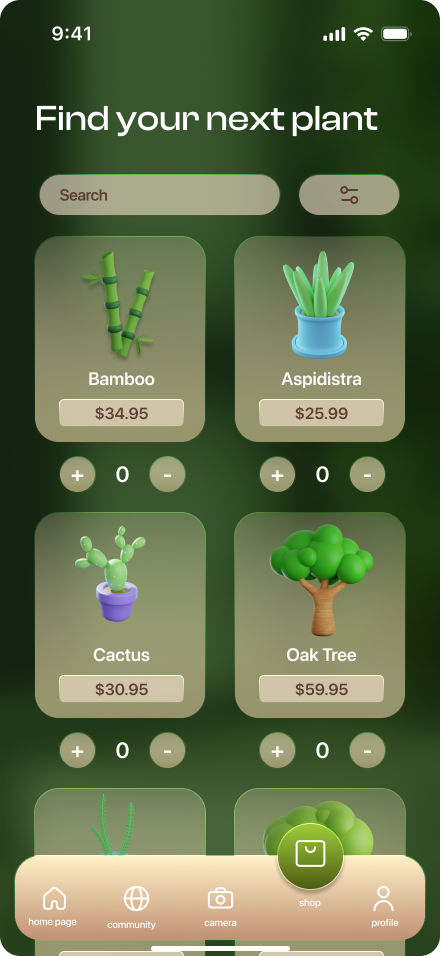 9:41
Find your next plant
Search
Bamboo
Aspidistra
$34.95
$25.99
+ 0 - + 0 -
Cactus
Oak Tree
$30.95
$59.95
+ 0 - + 0 -
home page
community
camera
shop
profile